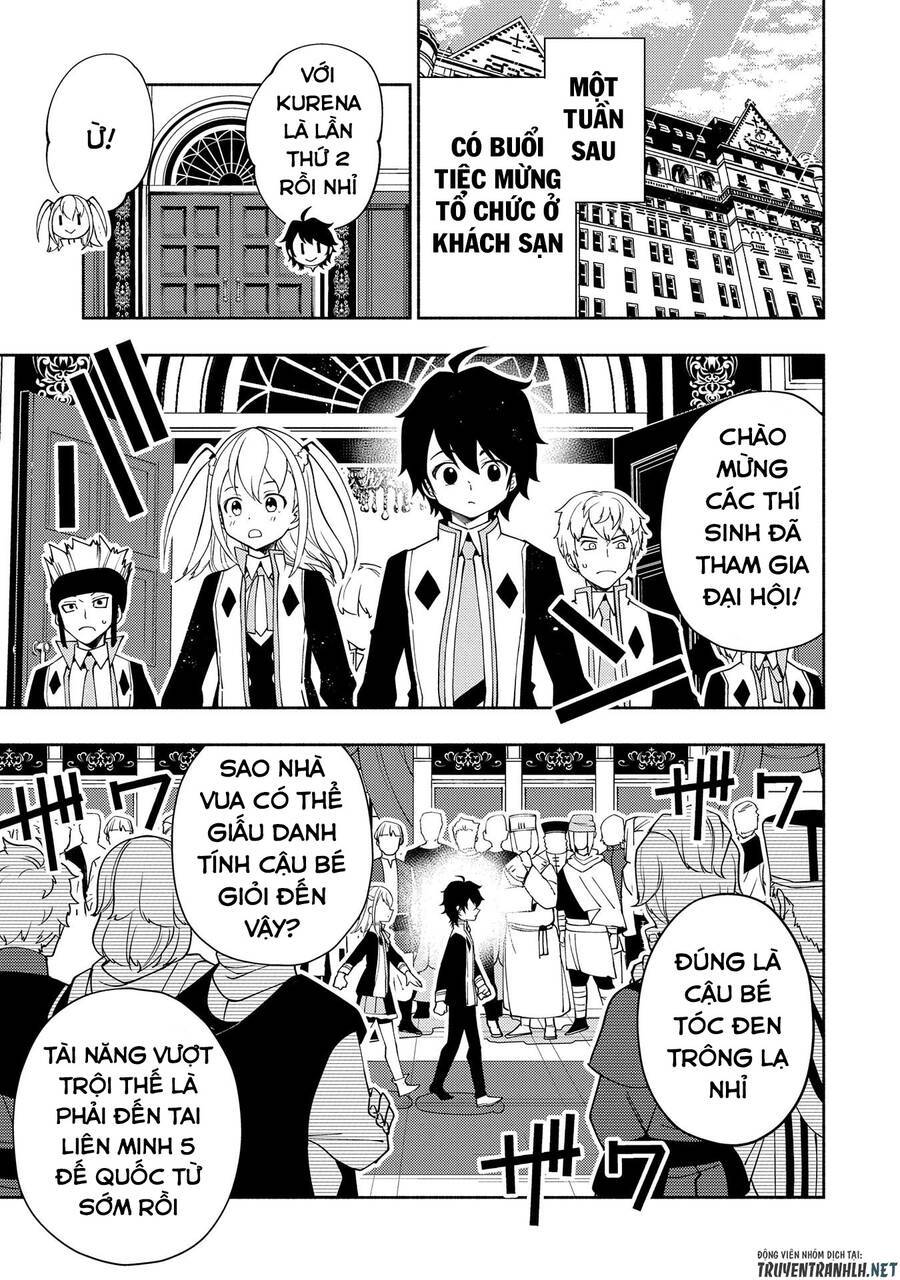 MỘT
TUẦN
SAU
CÓ BUỔI
TIỆC MỪNG
TỔ CHỨC Ở
KHÁCH SẠN
VỚI
KURENA
LÀ LẦN
THỨ 2
RỒI NHỈ
Ừ!
CHÀO
MỪNG
CÁC THÍ
SINH ĐÃ
THAM GIA
ĐẠI HỘI!
SAO NHÀ
VUA CÓ THỂ
GIẤU DANH
TÍNH CẬU BÉ
GIỎI ĐẾN
VẬY?
ĐÚNG LÀ
CẬU BÉ
TÓC ĐEN
TRÔNG LẠ
NHỈ
TÀI NĂNG VƯỢT
TRỘI THẾ LÀ
PHẢI ĐẾN TAI
LIÊN MINH 5
ĐẾ QUỐC TỪ
SỚM RỒI
ザワ
ザワ
ザワ
ĐỘNG VIÊN NHÓM DỊCH TẠI:
TRUYENTRANHLH.NET